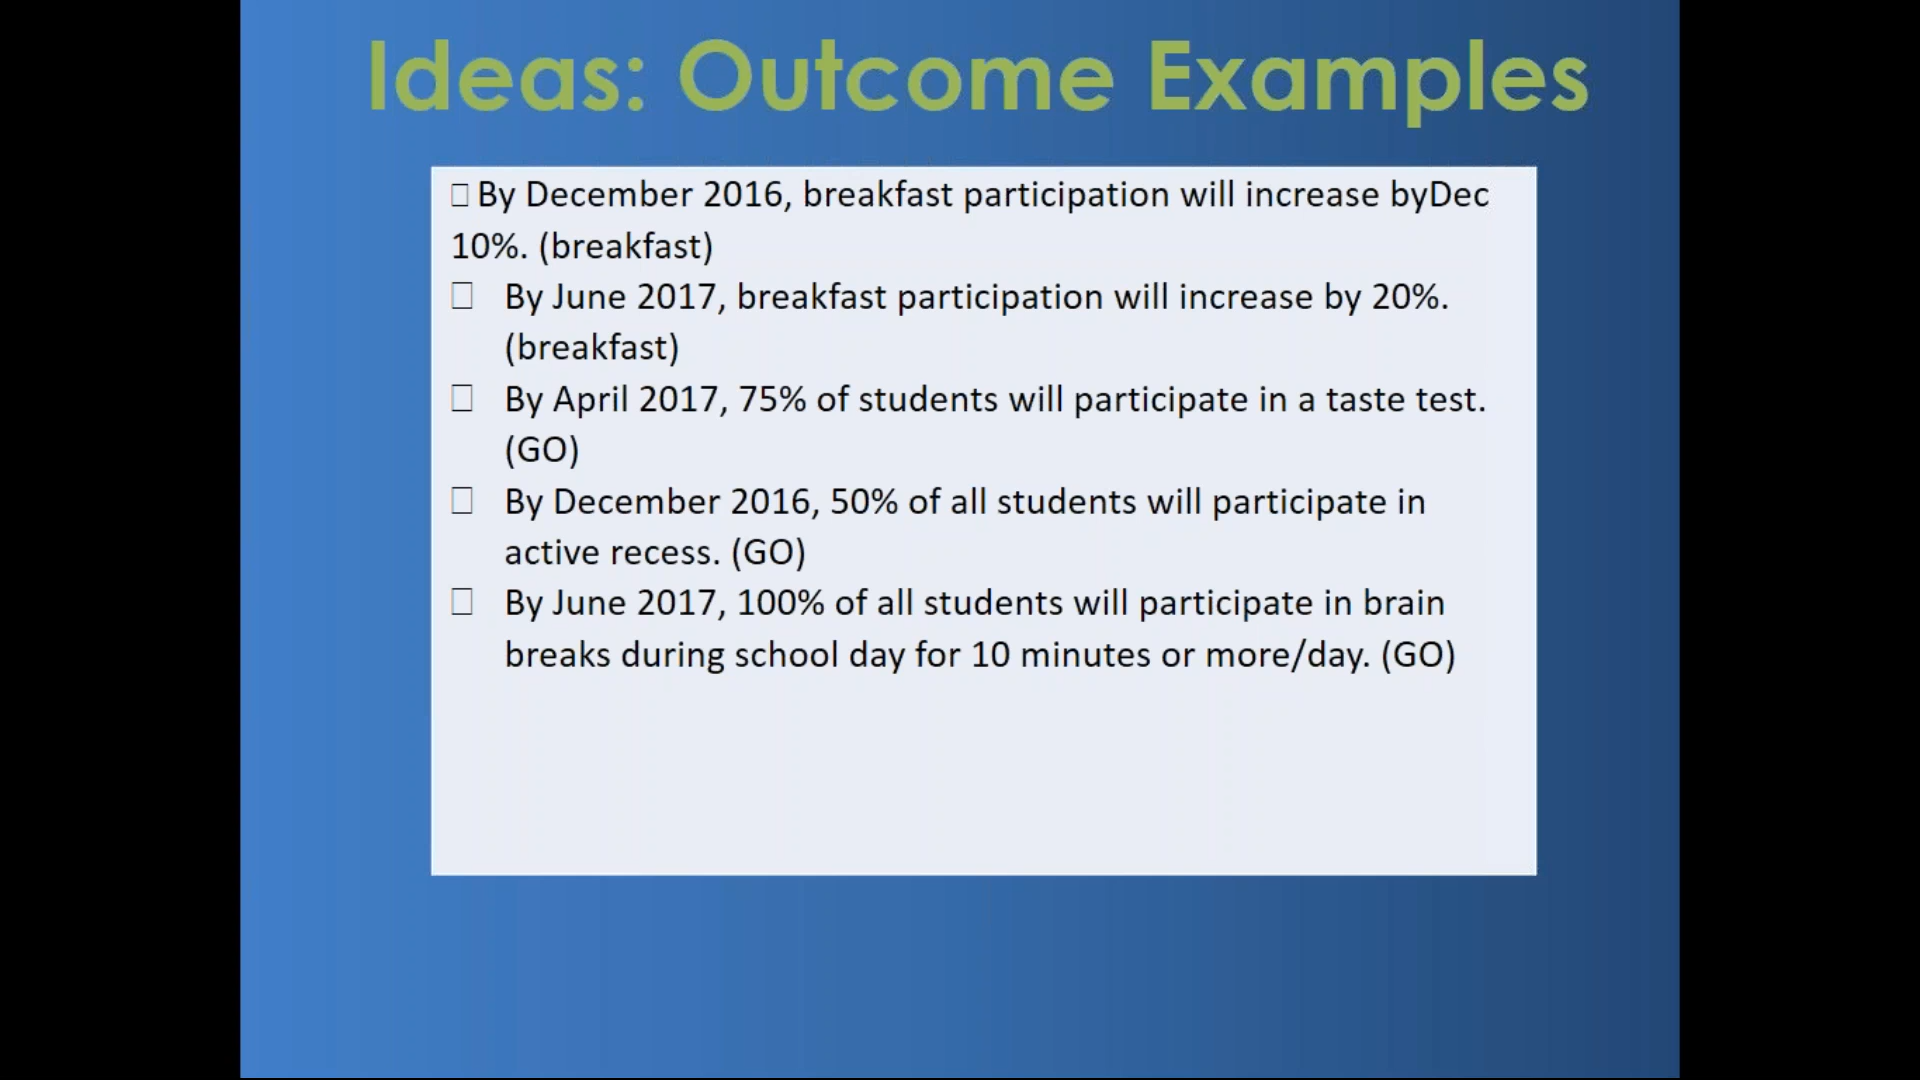 Ideas: Outcome Examples
□ By December 2016, breakfast participation will increase byDec
10%. (breakfast)
□ By June 2017, breakfast participation will increase by 20%.
(breakfast)
□ By April 2017, 75% of students will participate in a taste test.
(GO)
□ By December 2016, 50% of all students will participate in
active recess. (GO)
□ By June 2017, 100% of all students will participate in brain
breaks during school day for 10 minutes or more/day. (GO)